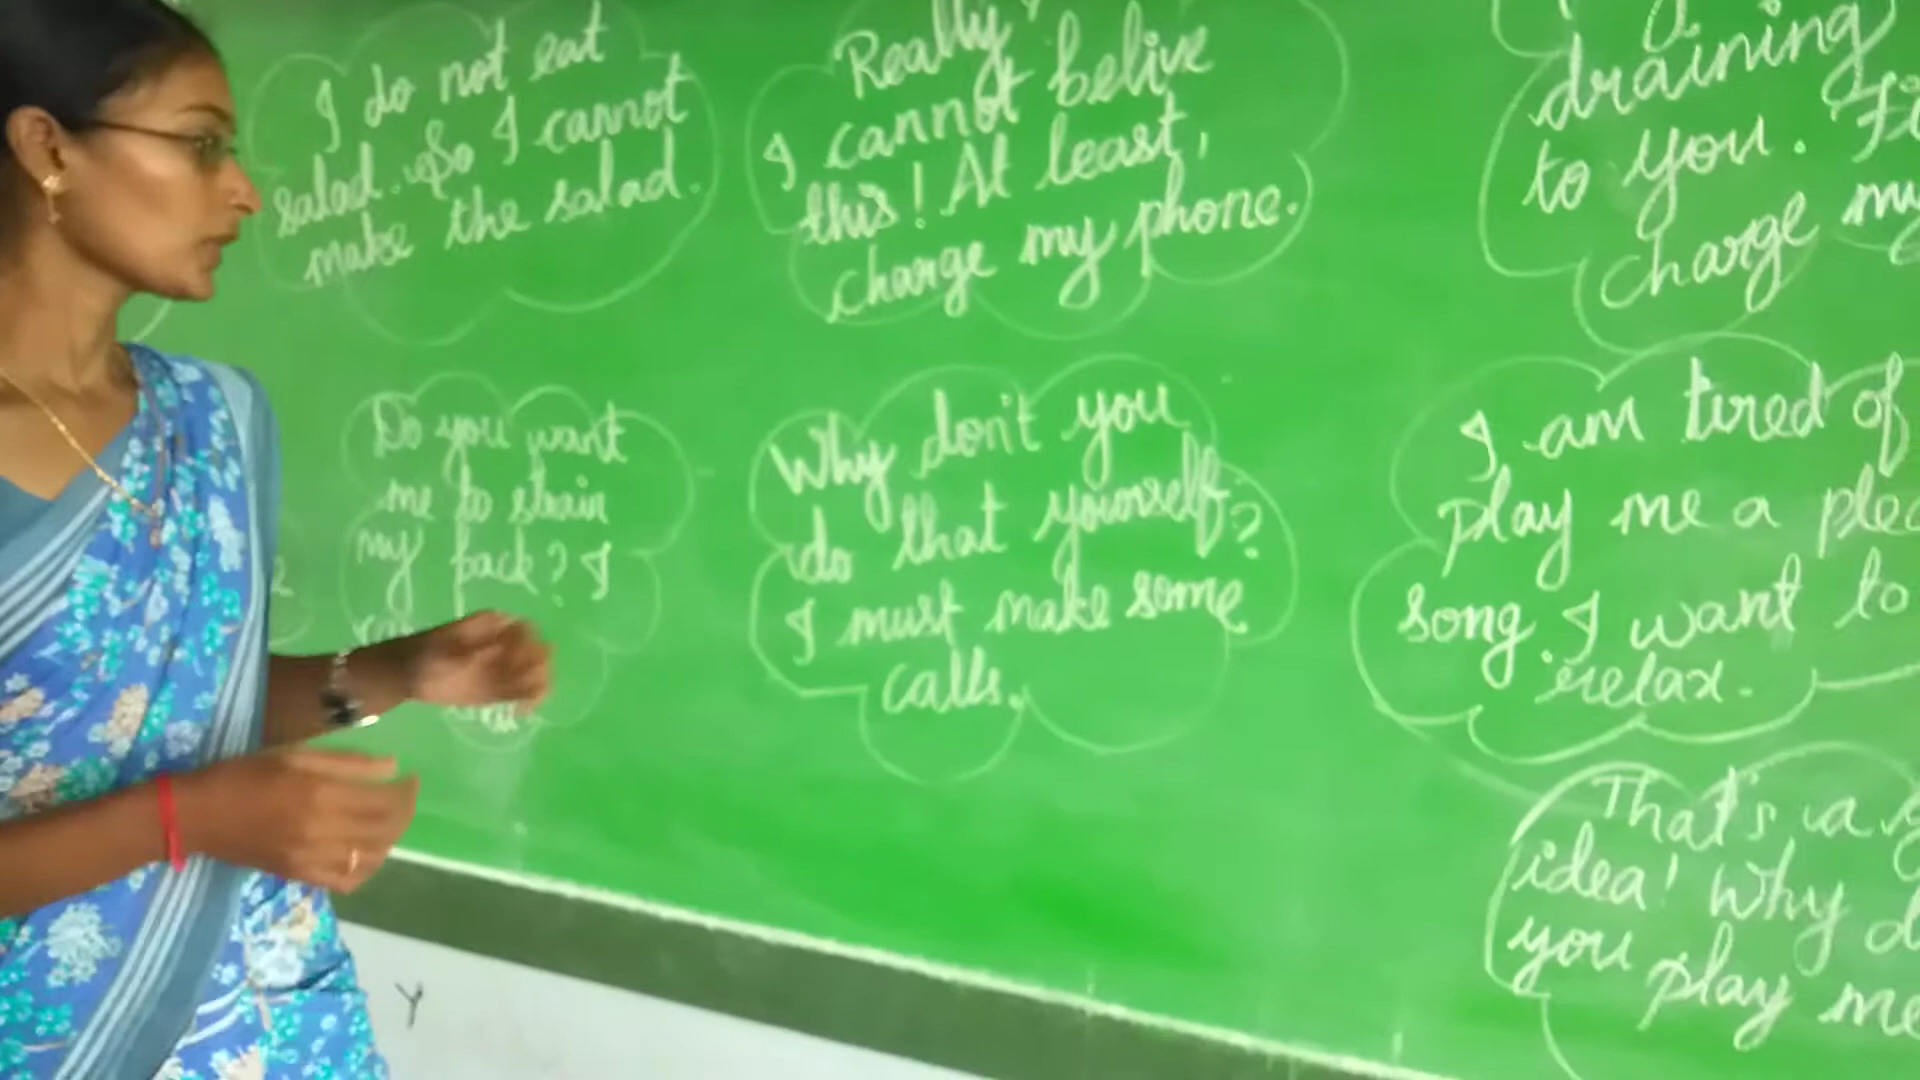 I do not eat
salad. So I cannot
make the salad.
Really
I cannot belive
this! At least,
charge my phone.
draining
to you.
charge my
Do you want
me to strain
my back? I
Why don't you
do that yourself?
I must make some
calls.
I am tired of
play me a
song. I want to
relax.
That's a
idea! Why
you play me
Y